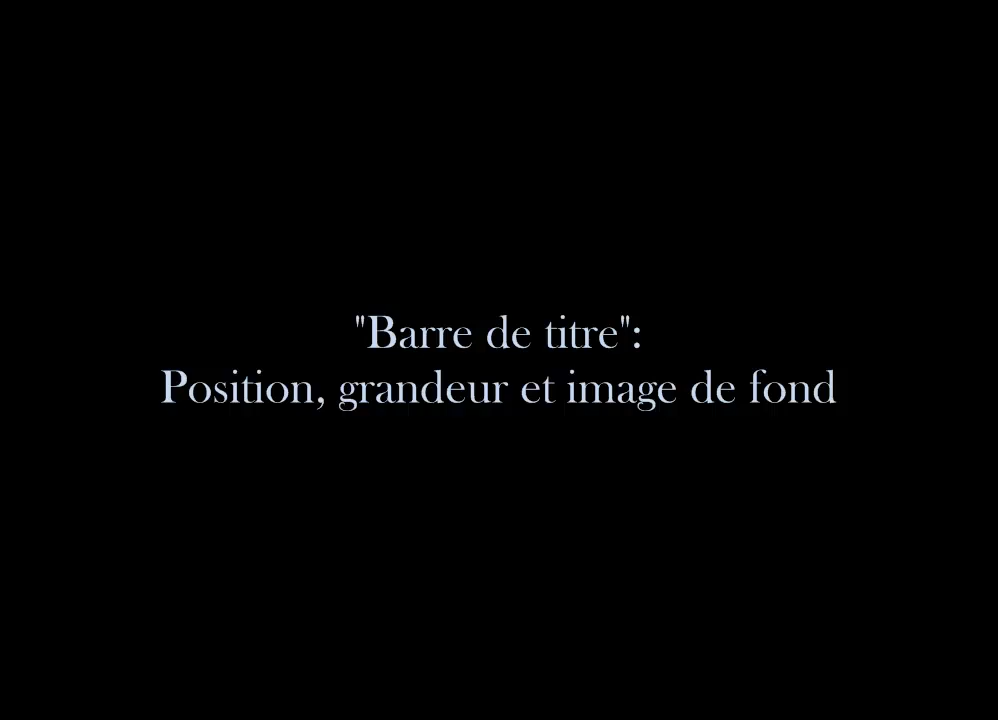 "Barre de titre":
Position, grandeur et image de fond